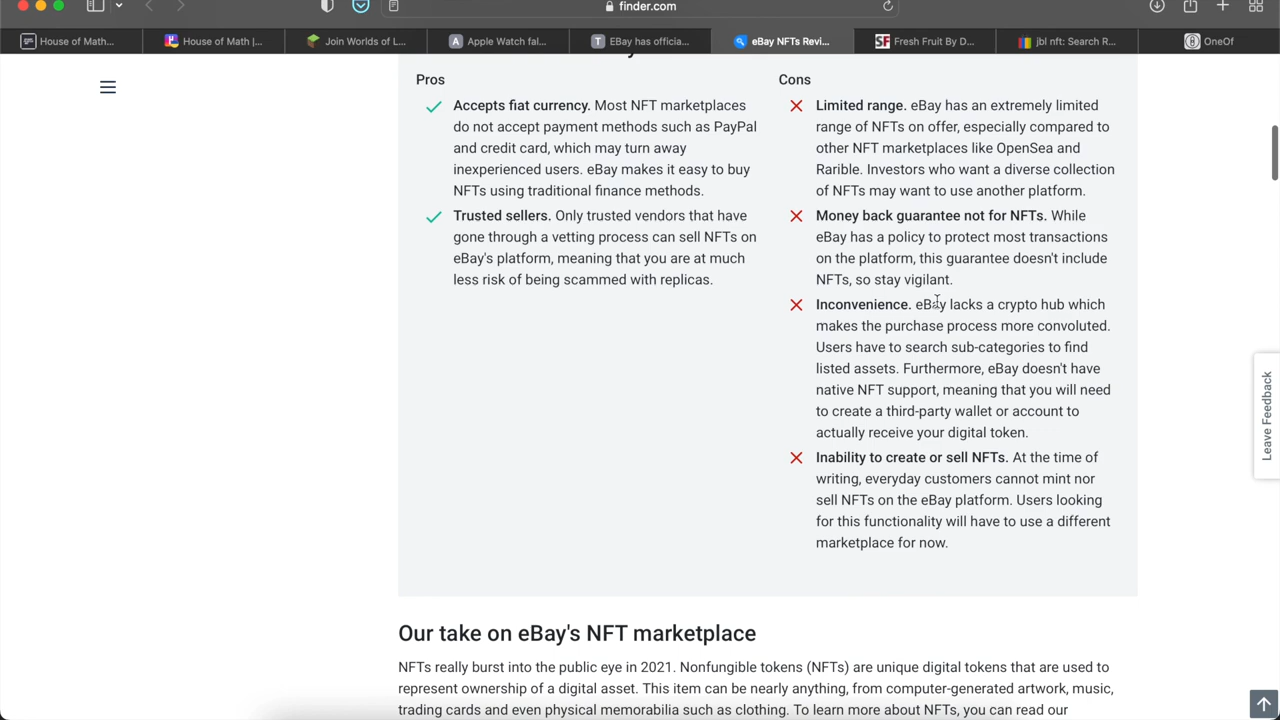 finder.com
House of Math...
House of Math |...
Join Worlds of L...
Apple Watch fal...
EBay has officia...
eBay NFTs Revi...
Fresh Fruit By D...
jbl nft: Search R...
OneOf
Pros
Accepts fiat currency. Most NFT marketplaces
do not accept payment methods such as PayPal
and credit card, which may turn away
inexperienced users. eBay makes it easy to buy
NFTs using traditional finance methods.
Trusted sellers. Only trusted vendors that have
gone through a vetting process can sell NFTs on
eBay's platform, meaning that you are at much
less risk of being scammed with replicas.
Cons
Limited range. eBay has an extremely limited
range of NFTs on offer, especially compared to
other NFT marketplaces like OpenSea and
Rarible. Investors who want a diverse collection
of NFTs may want to use another platform.
Money back guarantee not for NFTs. While
eBay has a policy to protect most transactions
on the platform, this guarantee doesn't include
NFTs, so stay vigilant.
Inconvenience. eBay lacks a crypto hub which
makes the purchase process more convoluted.
Users have to search sub-categories to find
listed assets. Furthermore, eBay doesn't have
native NFT support, meaning that you will need
to create a third-party wallet or account to
actually receive your digital token.
Inability to create or sell NFTs. At the time of
writing, everyday customers cannot mint nor
sell NFTs on the eBay platform. Users looking
for this functionality will have to use a different
marketplace for now.
Leave Feedback
Our take on eBay's NFT marketplace
NFTs really burst into the public eye in 2021. Nonfungible tokens (NFTs) are unique digital tokens that are used to
represent ownership of a digital asset. This item can be nearly anything, from computer-generated artwork, music,
trading cards and even physical memorabilia such as clothing. To learn more about NFTs, you can read our